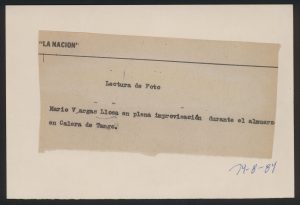 "LA NACION"
Lectura de Foto
Mario V argas Llosa en plena improvisación durante el almuerzo
en Calera de Tango.
14-8-84